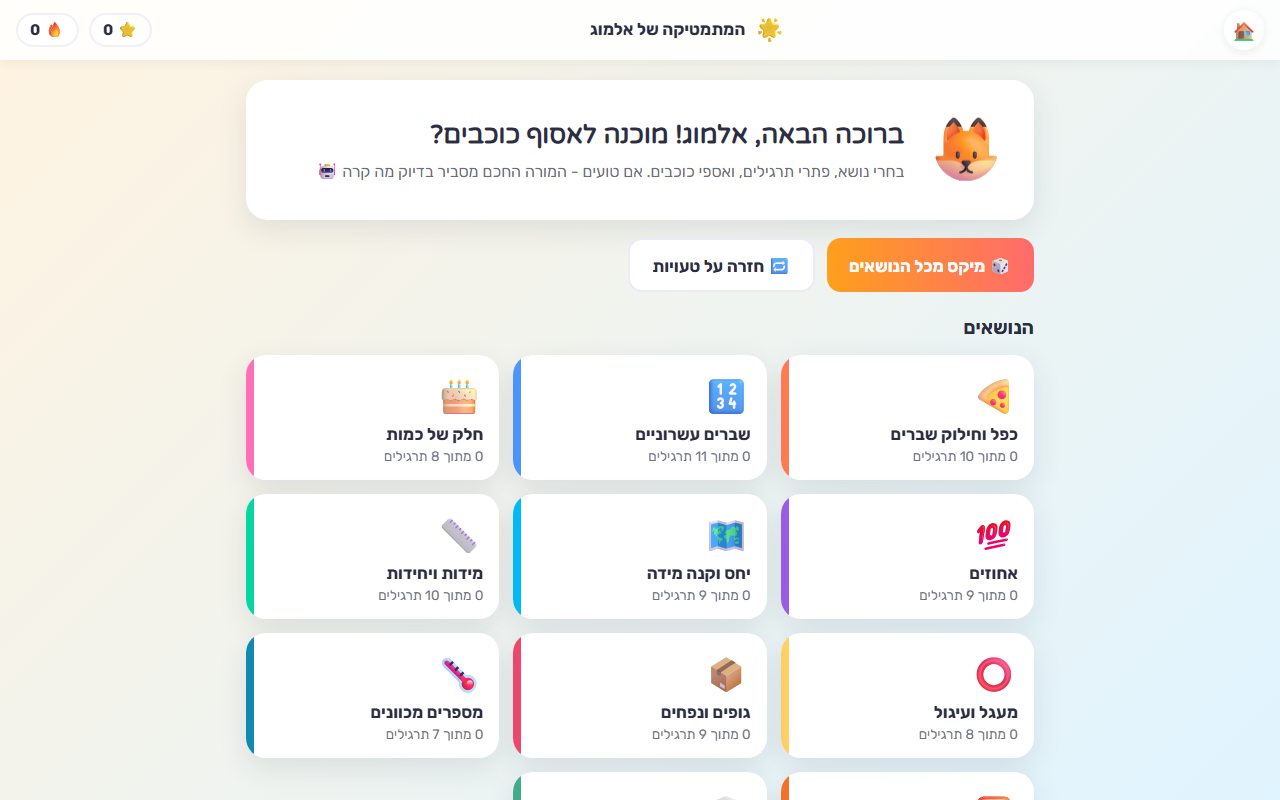 המתמטיקה של אלמוג
0
0
ברוכה הבאה, אלמוג! מוכנה לאסוף כוכבים?
בחרי נושא, פתרי תרגילים, ואספי כוכבים. אם טועים - המורה החכם מסביר בדיוק מה קרה
מיקס מכל הנושאים
חזרה על טעויות
הנושאים
כפל וחילוק שברים
0 מתוך 10 תרגילים
שברים עשרוניים
0 מתוך 11 תרגילים
חלק של כמות
0 מתוך 8 תרגילים
אחוזים
0 מתוך 9 תרגילים
יחס וקנה מידה
0 מתוך 9 תרגילים
מידות ויחידות
0 מתוך 10 תרגילים
מעגל ועיגול
0 מתוך 8 תרגילים
גופים ונפחים
0 מתוך 9 תרגילים
מספרים מכוונים
0 מתוך 7 תרגילים